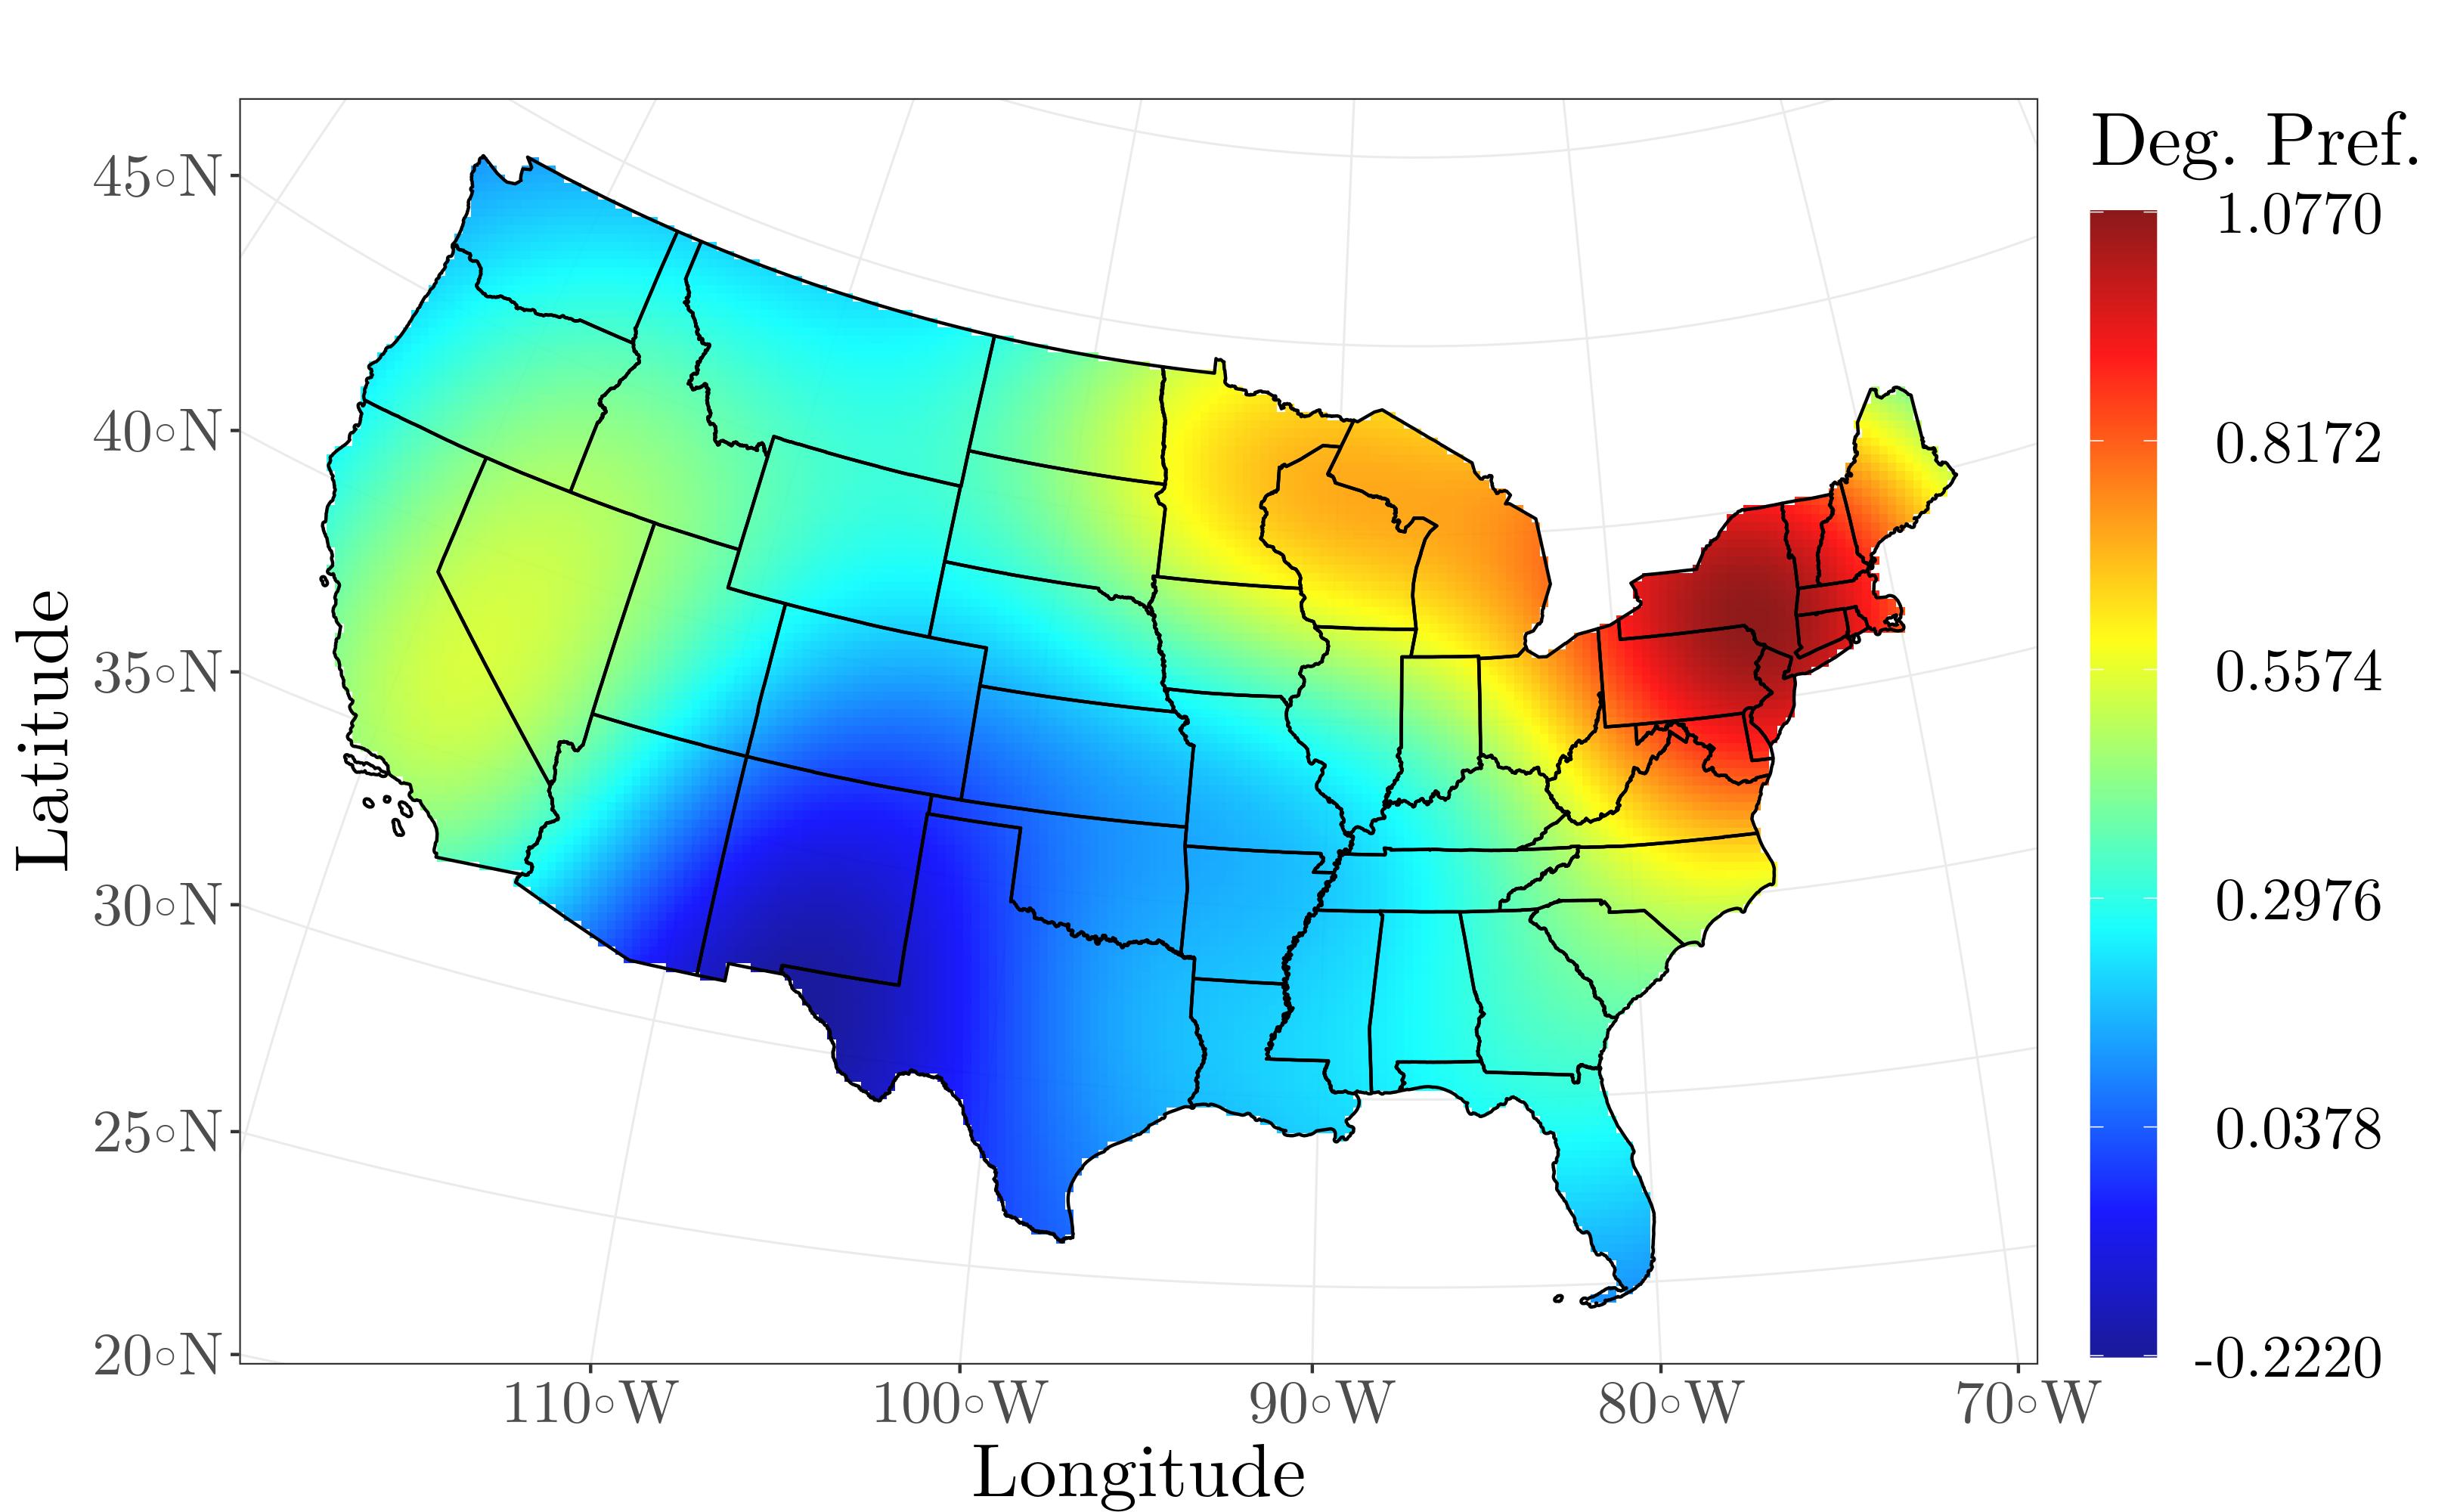 Deg. Pref.
1.0770
0.8172
0.5574
0.2976
0.0378
-0.2220
Latitude
45◦N
40◦N
35◦N
30◦N
25◦N
20◦N
110◦W
100◦W
90◦W
80◦W
70◦W
Longitude